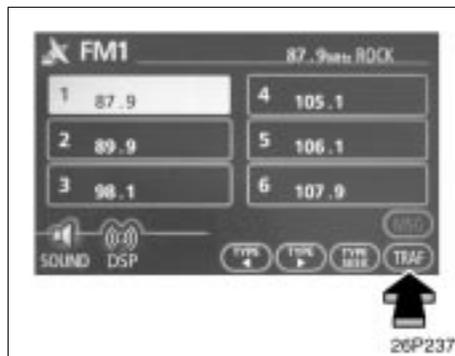 FM1 87.9MHz ROCK
1 87.9
2 89.9
3 98.1
4 105.1
5 106.1
6 107.9
MSG
SOUND DSP TYPE TYPE TYPE SEEK TRAF
26P237